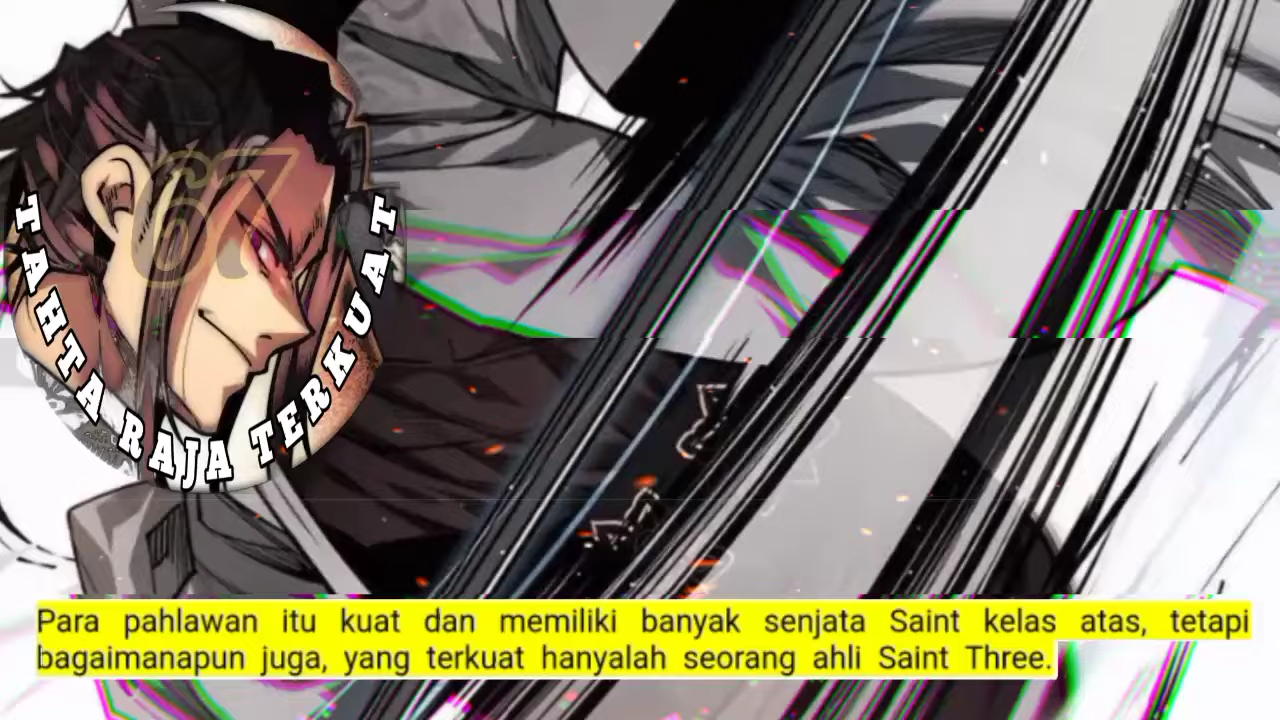 67
TAHTA RAJA TERKUAT
Para pahlawan itu kuat dan memiliki banyak senjata Saint kelas atas, tetapi
bagaimanapun juga, yang terkuat hanyalah seorang ahli Saint Three.